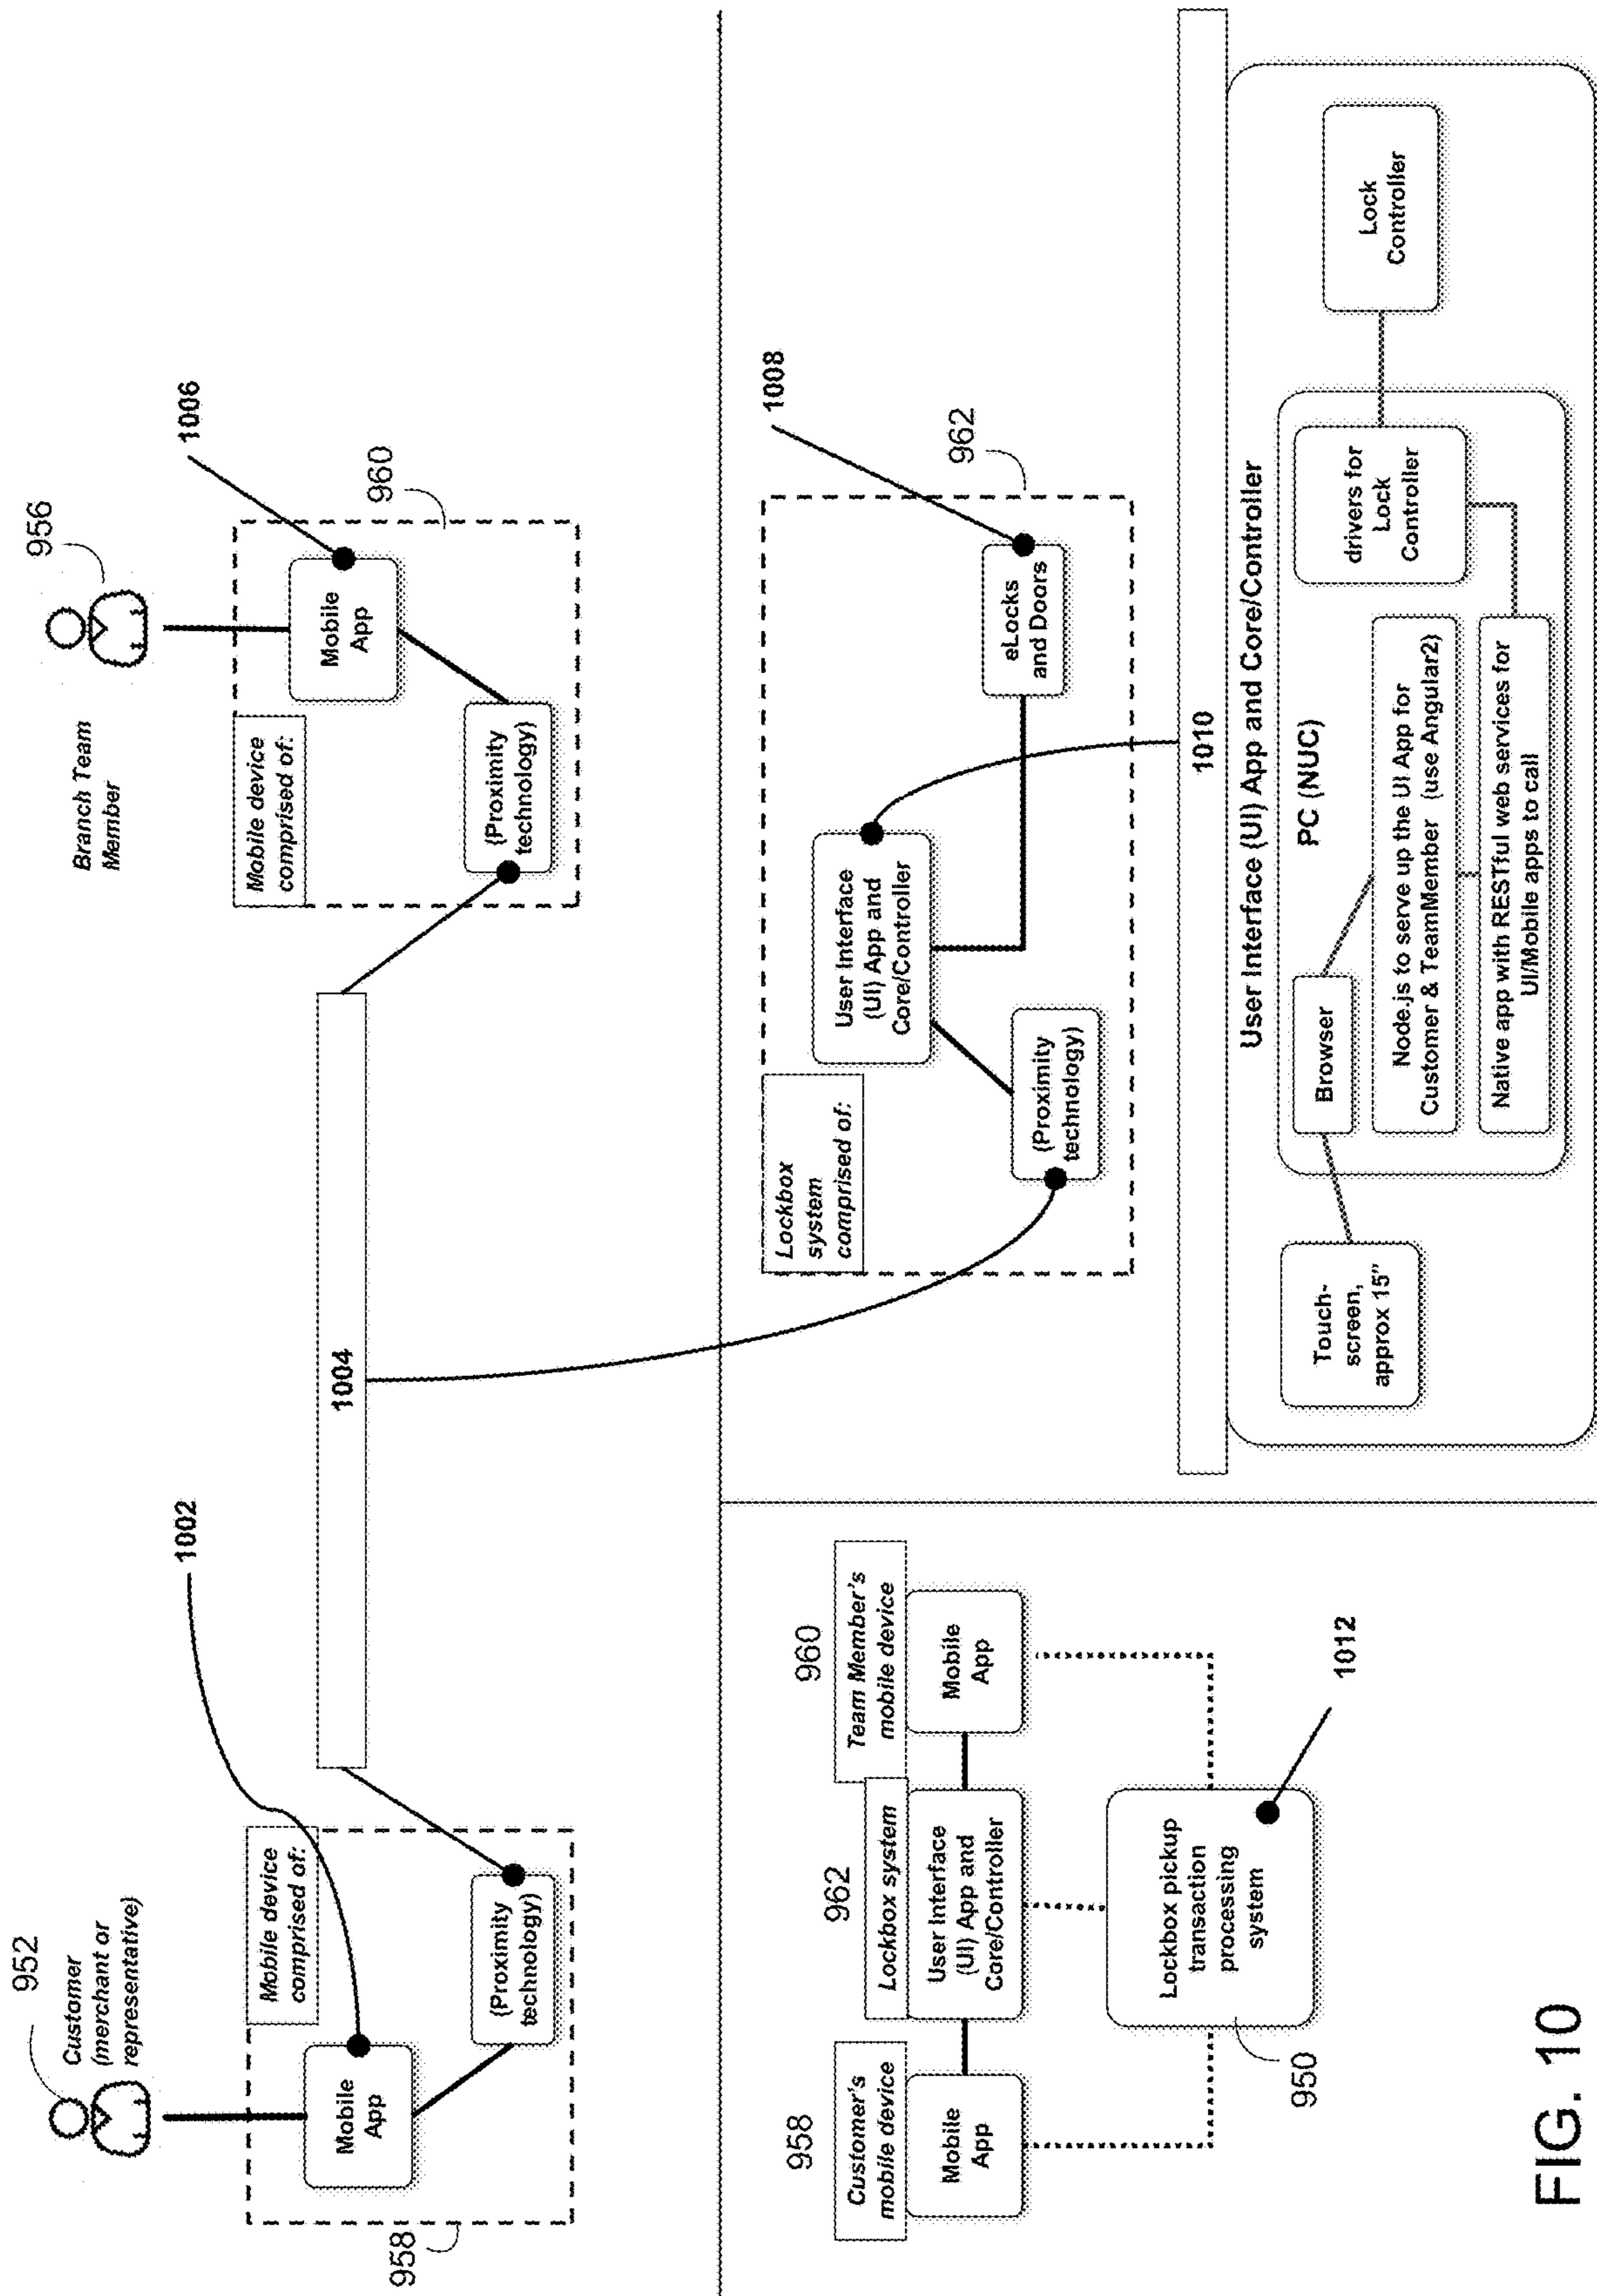 952
Customer
(merchant or
representative)
Mobile device
comprised of:
Mobile
App
(Proximity
technology)
958
1002
1004
956
Branch Team
Member
Mobile device
comprised of:
Mobile
App
(Proximity
technology)
960
1006
958
Customer's
mobile device
Mobile
App
962
Lockbox system
User Interface
(UI) App and
Core/Controller
960
Team Member's
mobile device
Mobile
App
Lockbox pickup
transaction
processing
system
950
1012
Lockbox
system
comprised of:
User Interface
(UI) App and
Core/Controller
(Proximity
technology)
eLocks
and Doors
962
1008
1010
User Interface (UI) App and Core/Controller
PC (NUC)
Touch-
screen,
approx 15"
Browser
Node.js to serve up the UI App for
Customer & TeamMember (use Angular2)
Native app with RESTful web services for
UI/Mobile apps to call
drivers for
Lock
Controller
Lock
Controller
FIG. 10